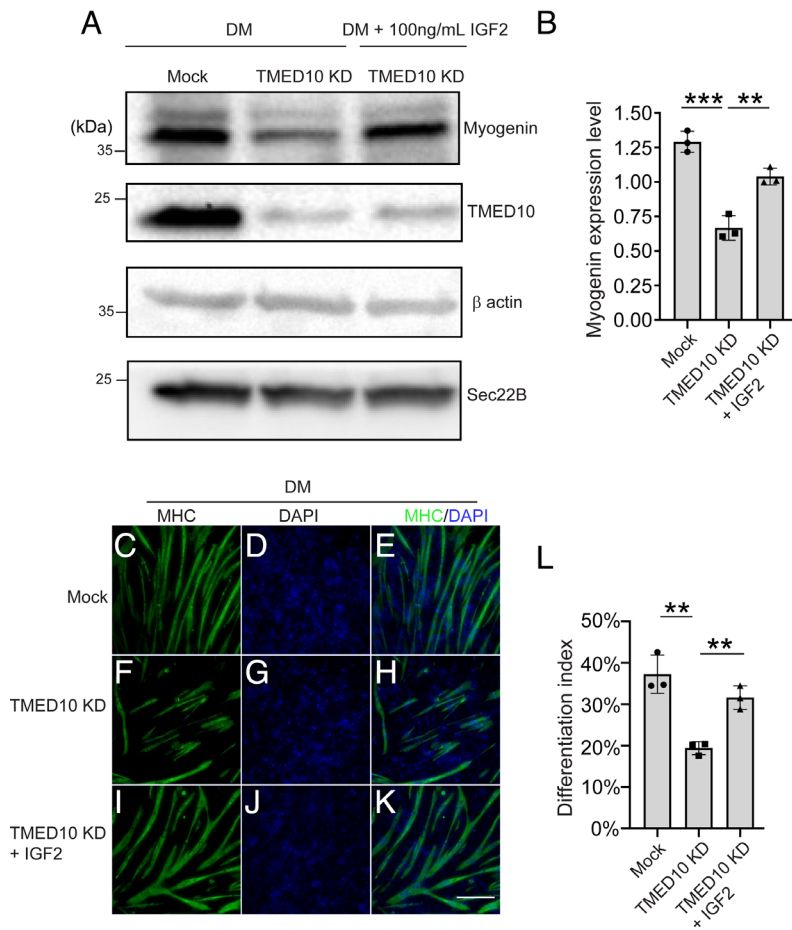 A
DM
DM + 100ng/mL IGF2
Mock
TMED10 KD
TMED10 KD
(kDa)
35
Myogenin
25
TMED10
35
β actin
25
Sec22B
B
***
**
Myogenin expression level
1.50
1.25
1.00
0.75
0.50
0.25
0.00
Mock
TMED10 KD
TMED10 KD
+ IGF2
DM
MHC
DAPI
MHC/DAPI
Mock
C
D
E
TMED10 KD
F
G
H
TMED10 KD
+ IGF2
I
J
K
L
**
**
Differentiation index
50%
40%
30%
20%
10%
0%
Mock
TMED10 KD
TMED10 KD
+ IGF2